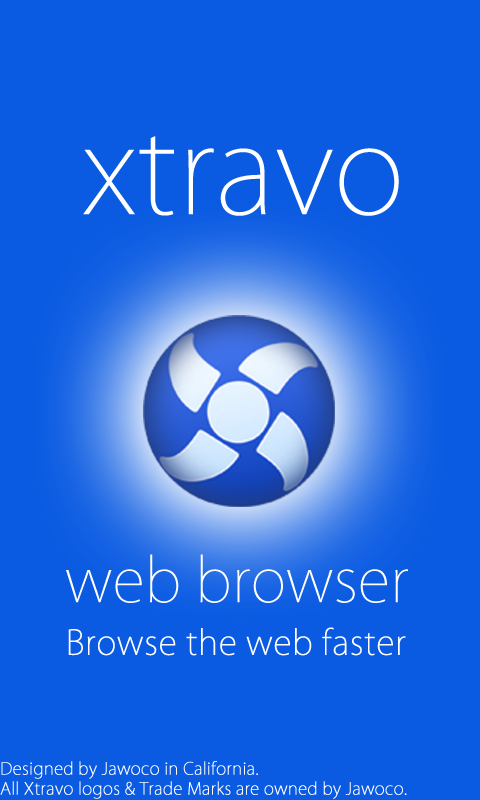 xtravo
web browser
Browse the web faster
Designed by Jawoco in California.
All Xtravo logos & Trade Marks are owned by Jawoco.